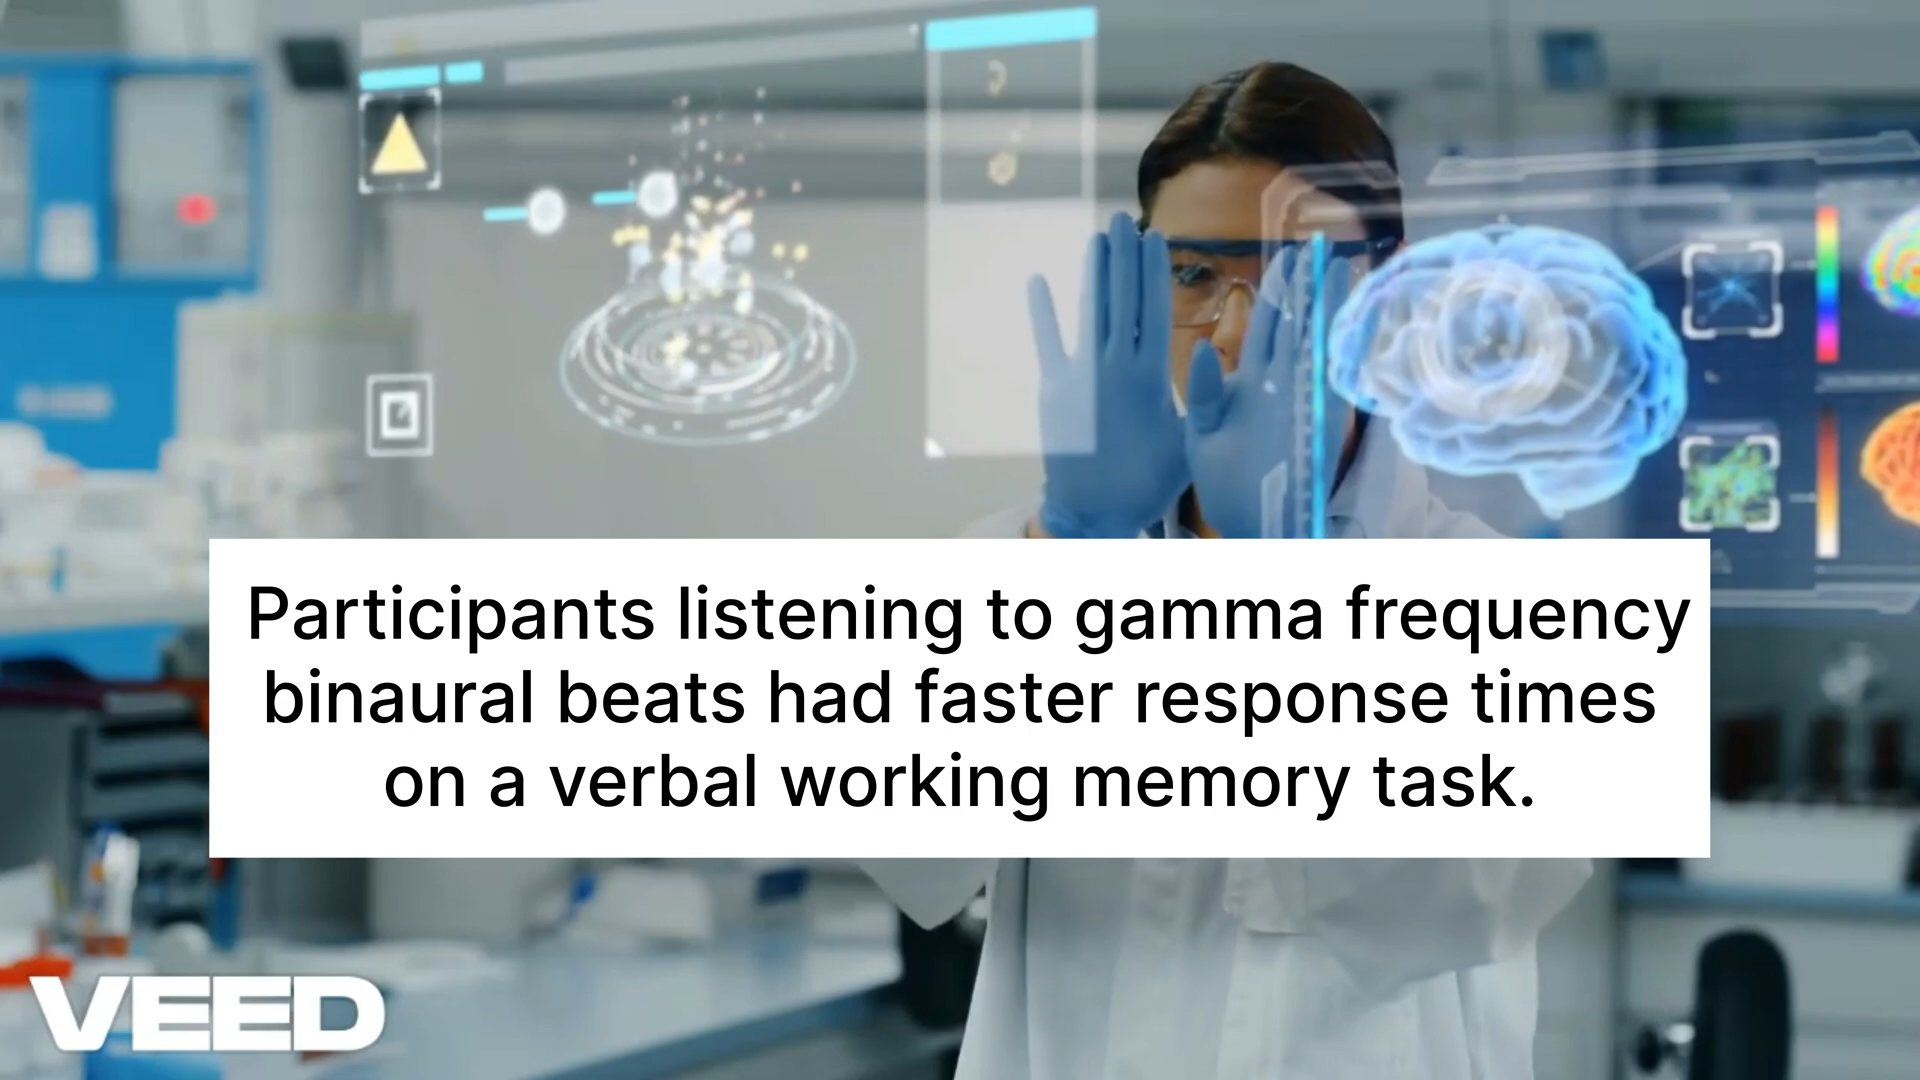 Participants listening to gamma frequency
binaural beats had faster response times
on a verbal working memory task.
VEED